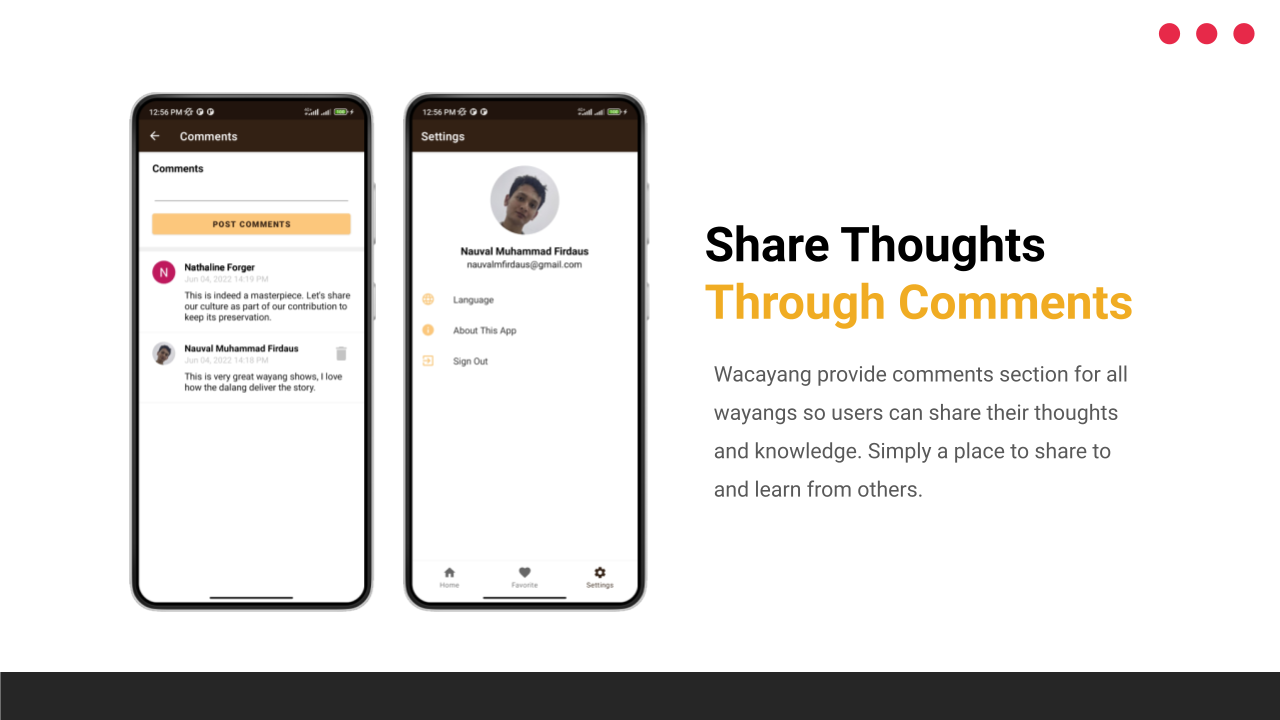 12:56 PM
Comments
Comments
POST COMMENTS
N
Nathaline Forger
Jun 04, 2022 14:19 PM
This is indeed a masterpiece. Let's share
our culture as part of our contribution to
keep its preservation.
Nauval Muhammad Firdaus
Jun 04, 2022 14:18 PM
This is very great wayang shows, I love
how the dalang deliver the story.
12:56 PM
Settings
Nauval Muhammad Firdaus
nauvalmfirdaus@gmail.com
Language
About This App
Sign Out
Home
Favorite
Settings
Share Thoughts
Through Comments
Wacayang provide comments section for all
wayangs so users can share their thoughts
and knowledge. Simply a place to share to
and learn from others.